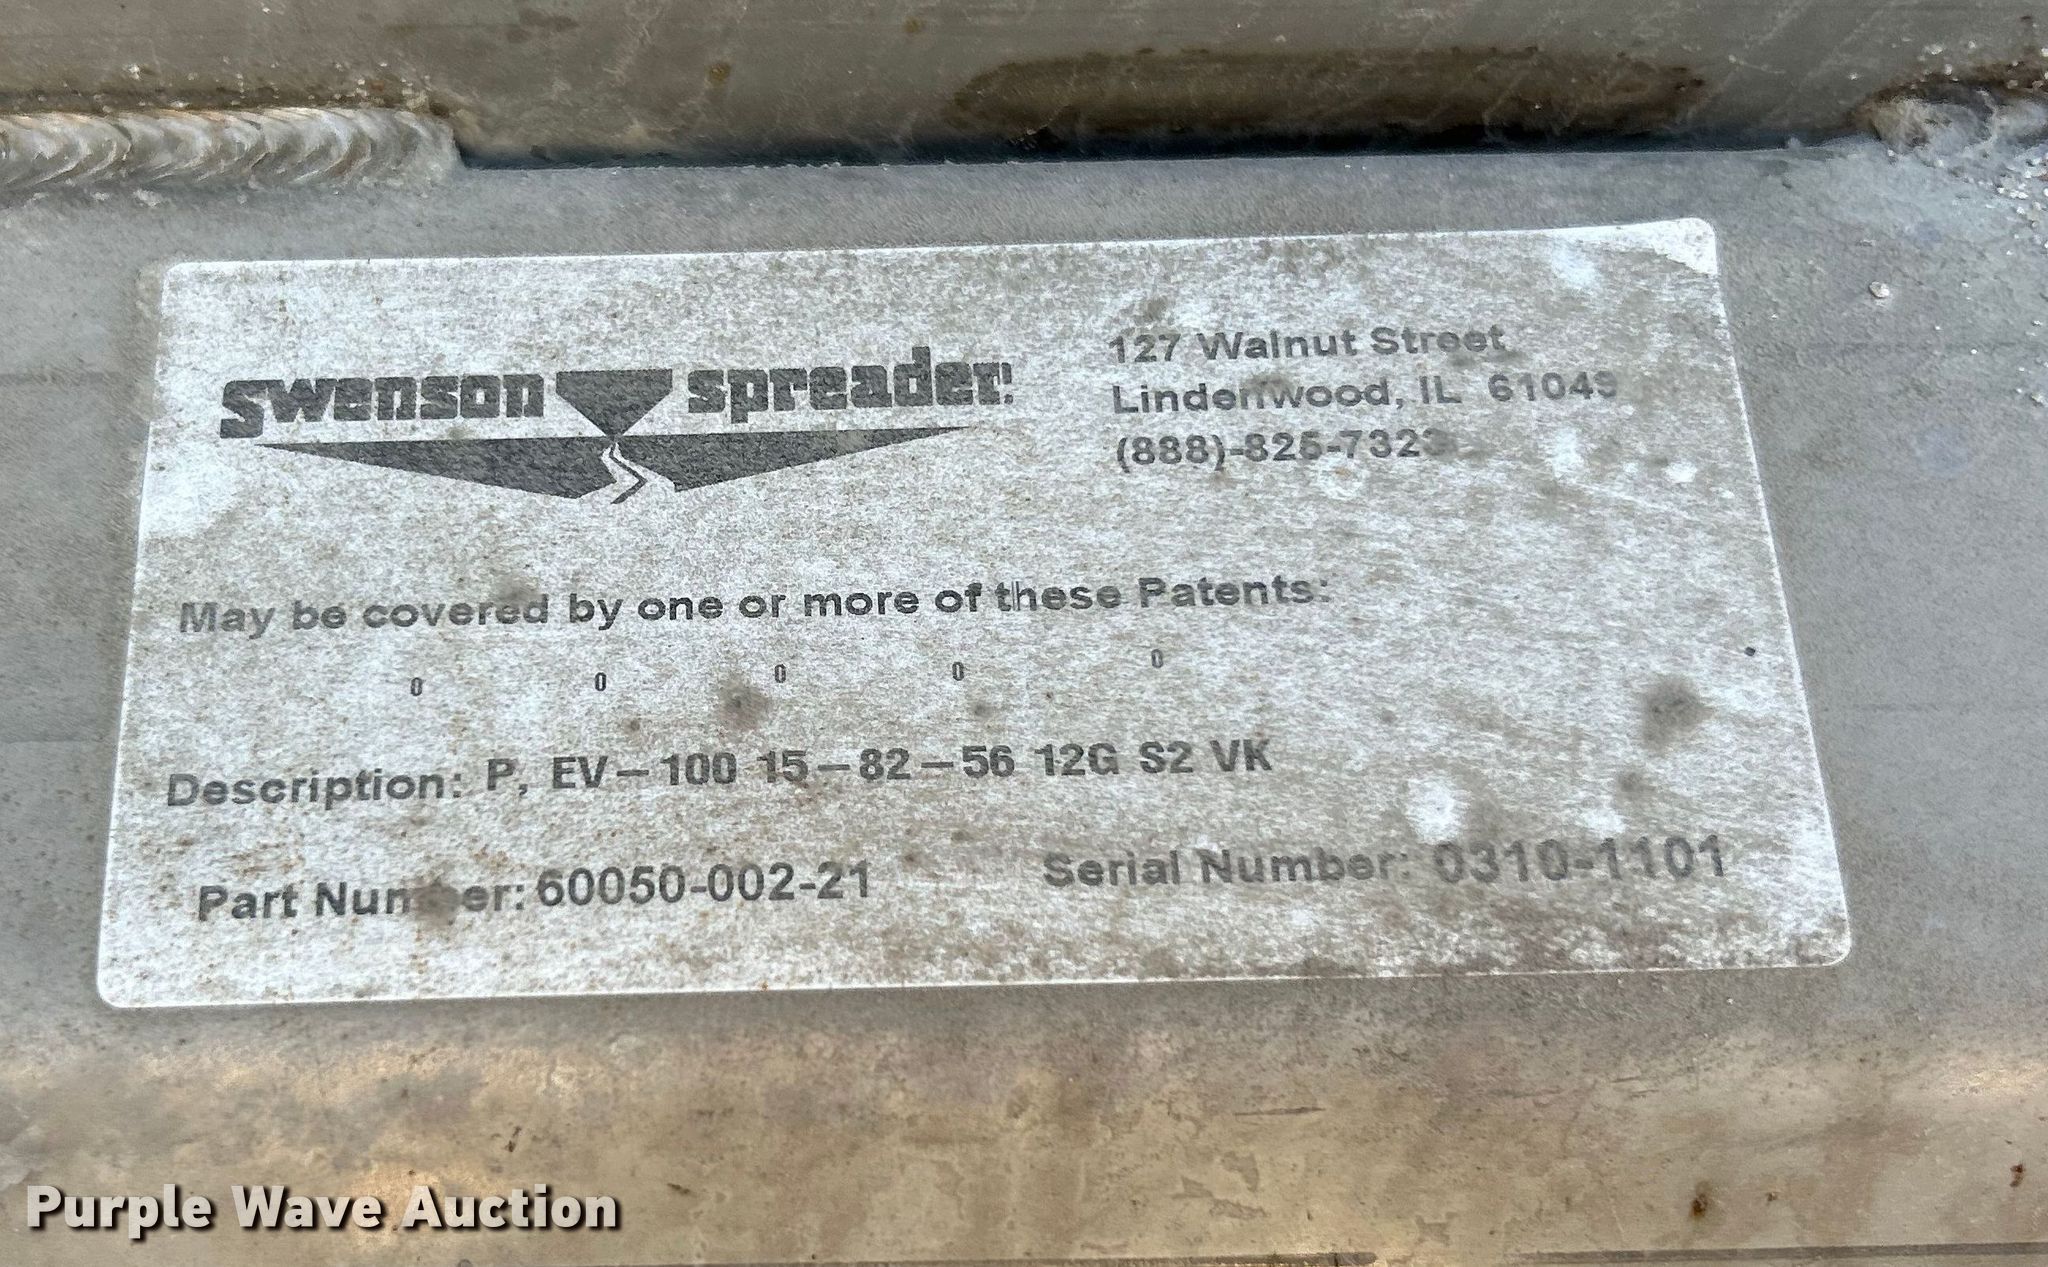 swenson spreader.
127 Walnut Street
Lindenwood, IL 61049
(888)-825-7323
May be covered by one or more of these Patents:
0 0 0 0 0
Description: P, EV-100 15-82-56 12G S2 VK
Part Number: 60050-002-21 Serial Number: 0310-1101
Purple Wave Auction